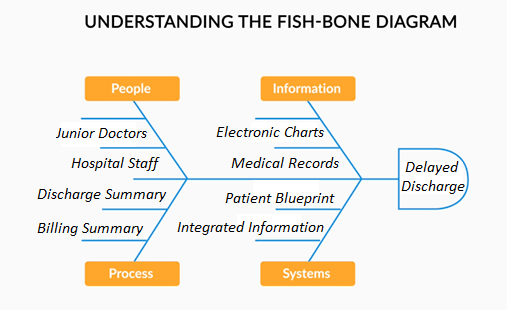 UNDERSTANDING THE FISH-BONE DIAGRAM
People
Information
Junior Doctors
Electronic Charts
Hospital Staff
Medical Records
Delayed
Discharge
Discharge Summary
Patient Blueprint
Billing Summary
Integrated Information
Process
Systems